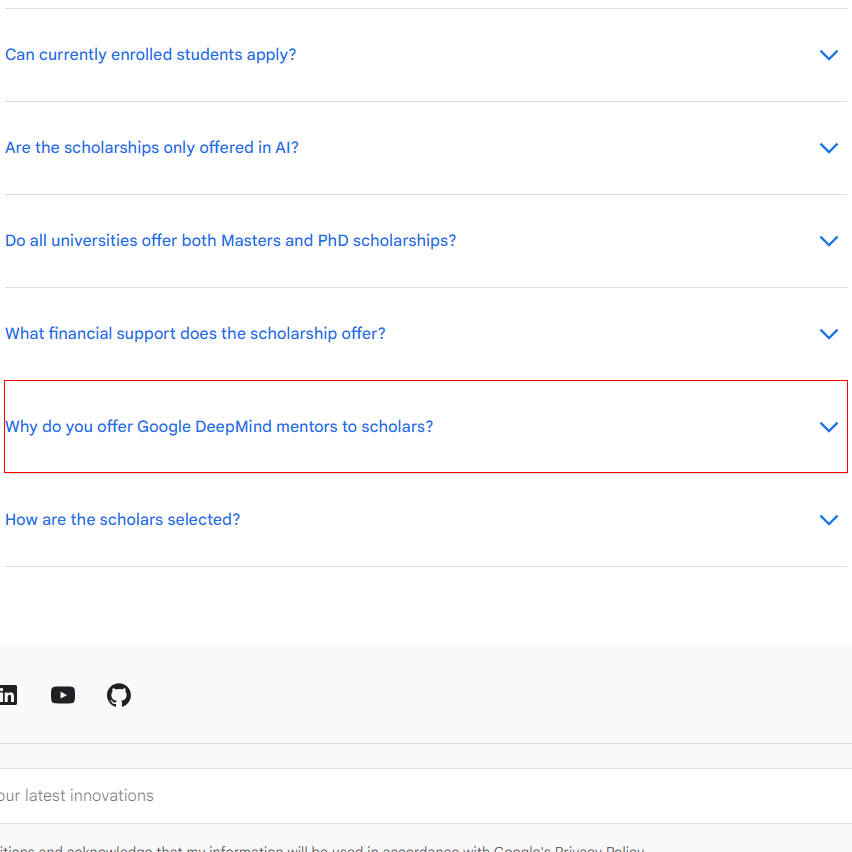 Can currently enrolled students apply?
Are the scholarships only offered in AI?
Do all universities offer both Masters and PhD scholarships?
What financial support does the scholarship offer?
Why do you offer Google DeepMind mentors to scholars?
How are the scholars selected?
in
our latest innovations
and acknowledge that my information will be used in accordance with Google's Privacy Policy.